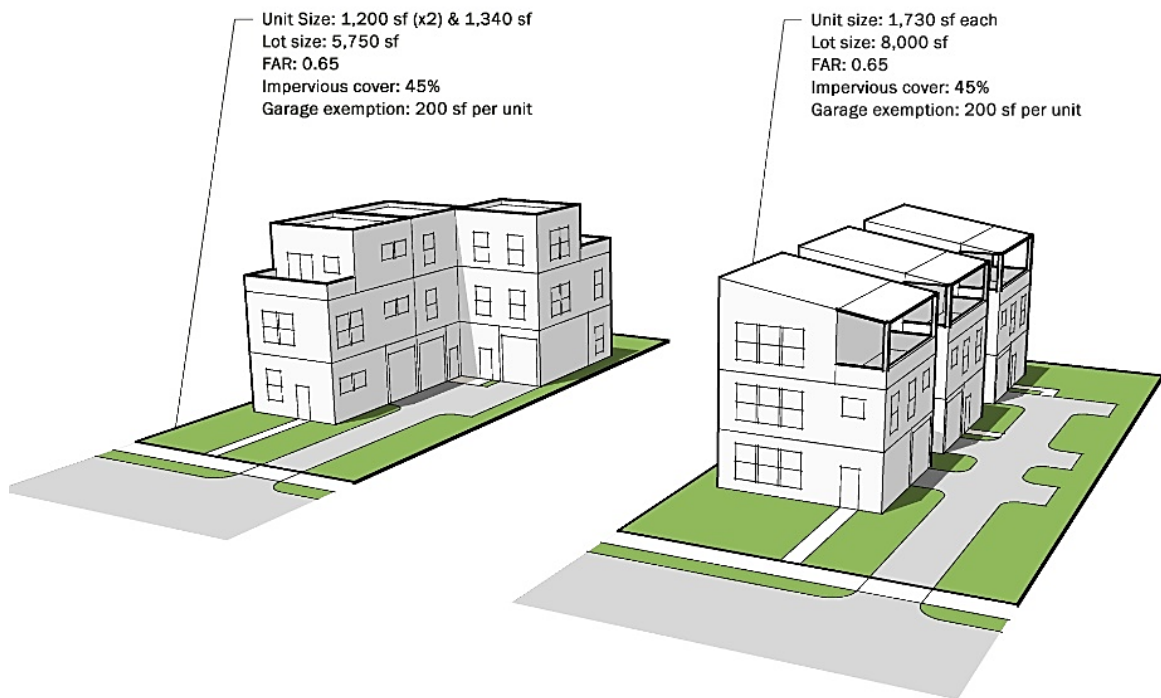 Unit Size: 1,200 sf (x2) & 1,340 sf
Lot size: 5,750 sf
FAR: 0.65
Impervious cover: 45%
Garage exemption: 200 sf per unit
Unit size: 1,730 sf each
Lot size: 8,000 sf
FAR: 0.65
Impervious cover: 45%
Garage exemption: 200 sf per unit